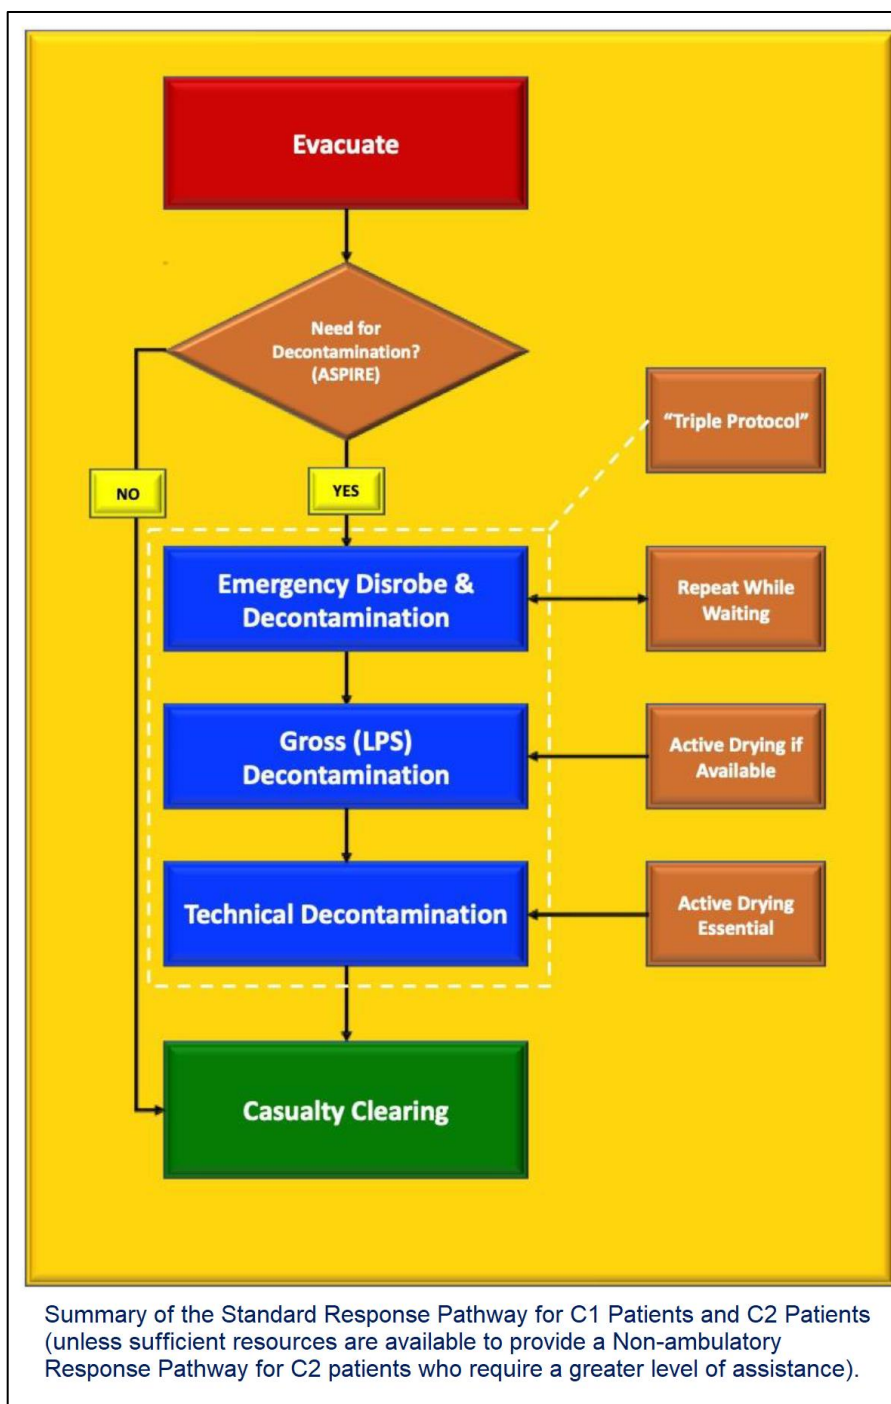 Evacuate
Need for
Decontamination?
(ASPIRE)
“Triple Protocol”
NO
YES
Emergency Disrobe &
Decontamination
Repeat While
Waiting
Gross (LPS)
Decontamination
Active Drying if
Available
Technical Decontamination
Active Drying
Essential
Casualty Clearing
Summary of the Standard Response Pathway for C1 Patients and C2 Patients
(unless sufficient resources are available to provide a Non-ambulatory
Response Pathway for C2 patients who require a greater level of assistance).